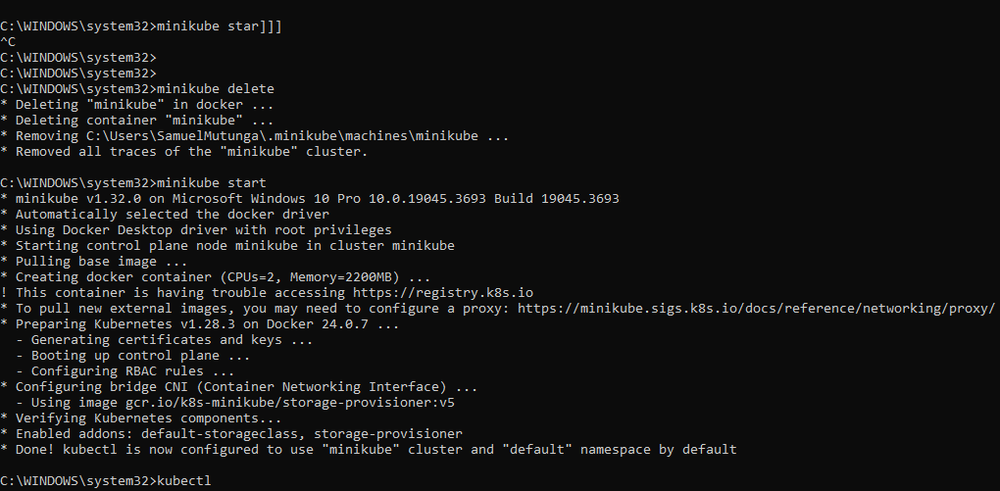 C:\WINDOWS\system32>minikube star]]]
^C
C:\WINDOWS\system32>
C:\WINDOWS\system32>
C:\WINDOWS\system32>minikube delete
* Deleting "minikube" in docker ...
* Deleting container "minikube" ...
* Removing C:\Users\SamuelMutunga\.minikube\machines\minikube ...
* Removed all traces of the "minikube" cluster.
C:\WINDOWS\system32>minikube start
* minikube v1.32.0 on Microsoft Windows 10 Pro 10.0.19045.3693 Build 19045.3693
* Automatically selected the docker driver
* Using Docker Desktop driver with root privileges
* Starting control plane node minikube in cluster minikube
* Pulling base image ...
* Creating docker container (CPUs=2, Memory=2200MB) ...
! This container is having trouble accessing https://registry.k8s.io
* To pull new external images, you may need to configure a proxy: https://minikube.sigs.k8s.io/docs/reference/networking/proxy/
* Preparing Kubernetes v1.28.3 on Docker 24.0.7 ...
  - Generating certificates and keys ...
  - Booting up control plane ...
  - Configuring RBAC rules ...
* Configuring bridge CNI (Container Networking Interface) ...
  - Using image gcr.io/k8s-minikube/storage-provisioner:v5
* Verifying Kubernetes components...
* Enabled addons: default-storageclass, storage-provisioner
* Done! kubectl is now configured to use "minikube" cluster and "default" namespace by default
C:\WINDOWS\system32>kubectl